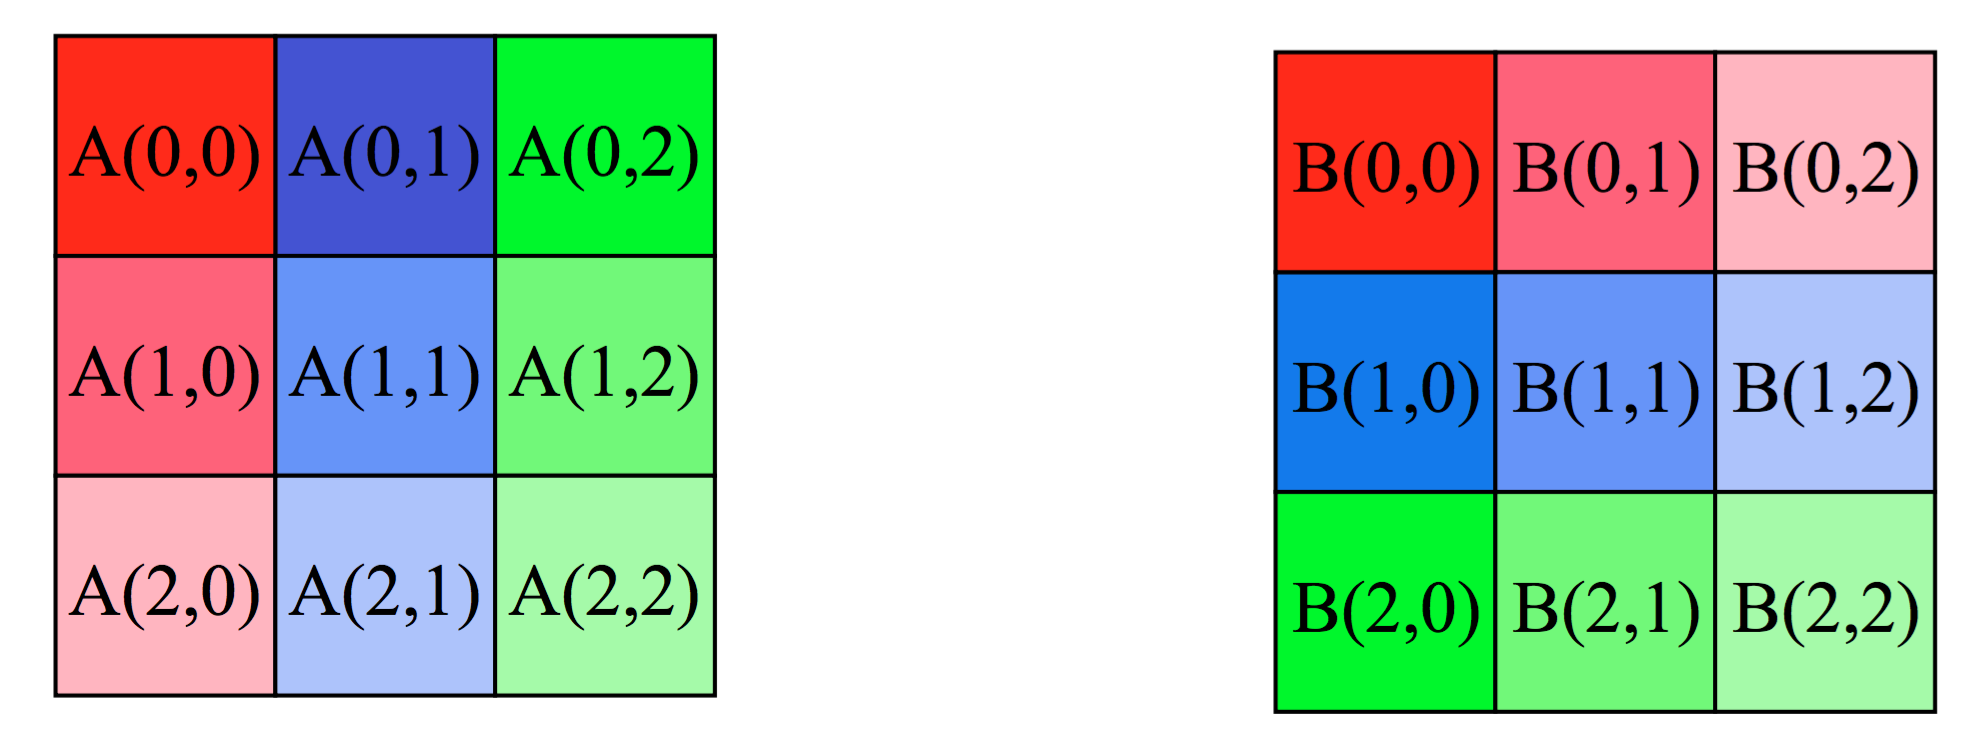 A(0,0) A(0,1) A(0,2)
A(1,0) A(1,1) A(1,2)
A(2,0) A(2,1) A(2,2)
B(0,0) B(0,1) B(0,2)
B(1,0) B(1,1) B(1,2)
B(2,0) B(2,1) B(2,2)